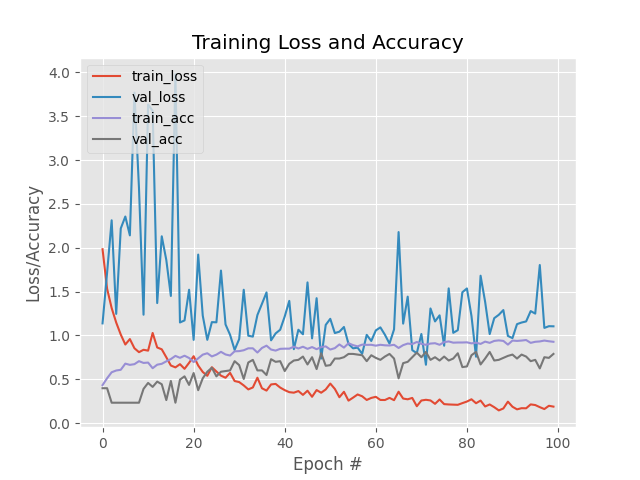 Training Loss and Accuracy
train_loss
val_loss
train_acc
val_acc
4.0
3.5
3.0
2.5
2.0
1.5
1.0
0.5
0.0
Loss/Accuracy
0 20 40 60 80 100
Epoch #